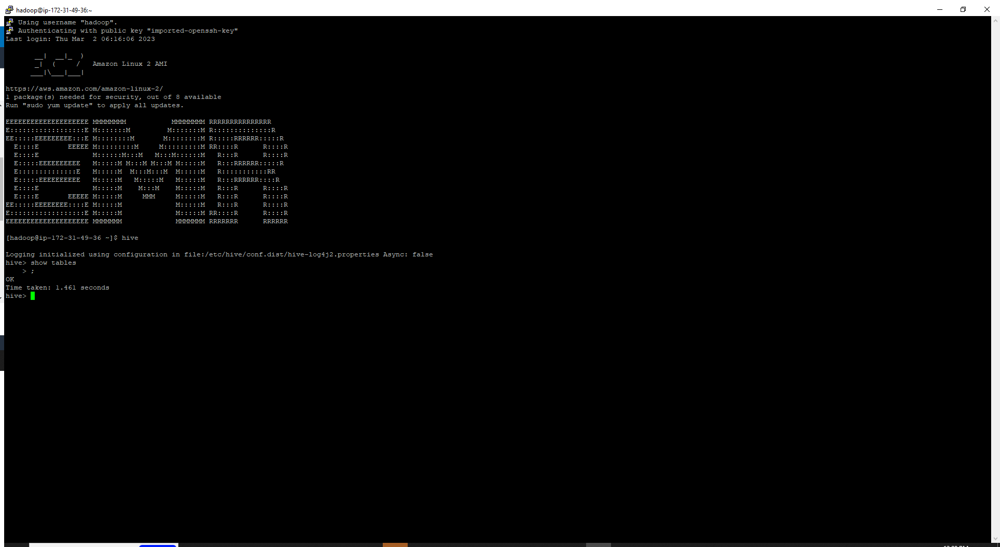 hadoop@ip-172-31-49-36:~
Using username "hadoop".
Authenticating with public key "imported-openssh-key"
Last login: Thu Mar  2 06:16:06 2023

       __|  __|_  )
       _|  (     /   Amazon Linux 2 AMI
      ___|\___|___|

https://aws.amazon.com/amazon-linux-2/
1 package(s) needed for security, out of 8 available
Run "sudo yum update" to apply all updates.

EEEEEEEEEEEEEEEEEEEE MMMMMMMM           MMMMMMMM RRRRRRRRRRRRRRR
E::::::::::::::::::E M:::::::M         M:::::::M R::::::::::::::R
EE:::::EEEEEEEEE:::E M::::::::M       M::::::::M R:::::RRRRRR:::::R
  E::::E       EEEEE M:::::::::M     M:::::::::M RR::::R      R::::R
  E::::E             M::::::M:::M   M:::M::::::M   R:::R      R::::R
  E:::::EEEEEEEEEE   M:::::M M:::M M:::M M:::::M   R:::RRRRRR:::::R
  E::::::::::::::E   M:::::M  M:::M:::M  M:::::M   R:::::::::::RR
  E:::::EEEEEEEEEE   M:::::M   M:::::M   M:::::M   R:::RRRRRR::::R
  E::::E             M:::::M    M:::M    M:::::M   R:::R      R::::R
  E::::E       EEEEE M:::::M     MMM     M:::::M   R:::R      R::::R
EE:::::EEEEEEEE::::E M:::::M             M:::::M   R:::R      R::::R
E::::::::::::::::::E M:::::M             M:::::M RR::::R      R::::R
EEEEEEEEEEEEEEEEEEEE MMMMMMM             MMMMMMM RRRRRRR      RRRRRR

[hadoop@ip-172-31-49-36 ~]$ hive

Logging initialized using configuration in file:/etc/hive/conf.dist/hive-log4j2.properties Async: false
hive> show tables
    > ;
OK
Time taken: 1.461 seconds
hive>